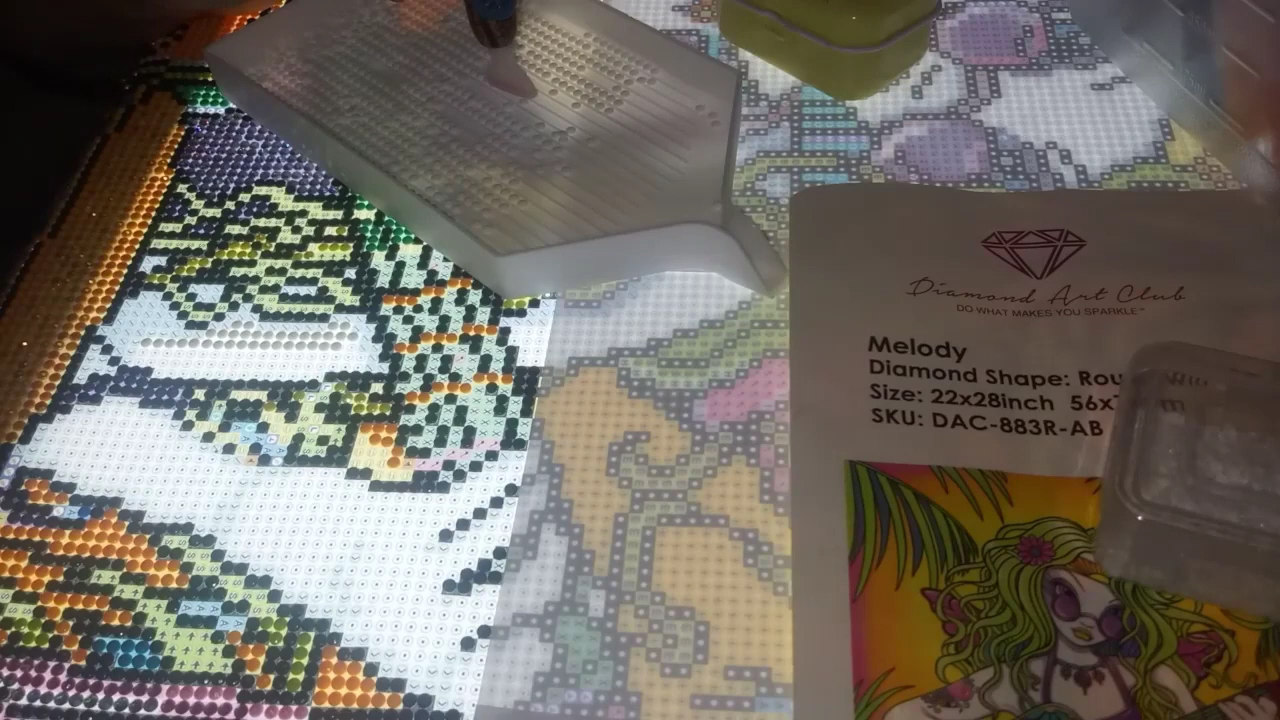 Diamond Art Club
DO WHAT MAKES YOU SPARKLE™
Melody
Diamond Shape: Rou
Size: 22x28inch 56x
SKU: DAC-883R-AB